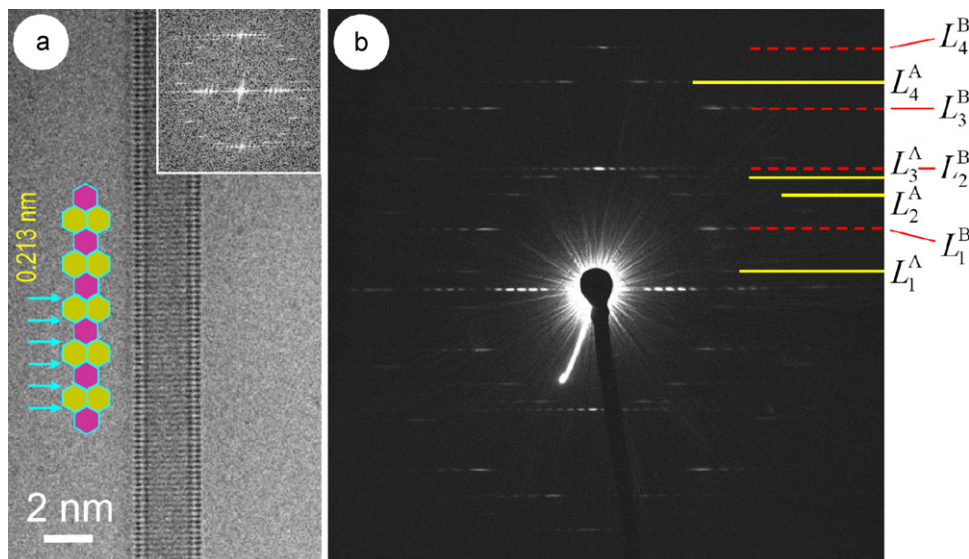 a
0.213 nm
2 nm
b
L₄ᴮ
L₄ᴬ
L₃ᴮ
L₃ᴬ L₂ᴮ
L₂ᴬ
L₁ᴮ
L₁ᴬ